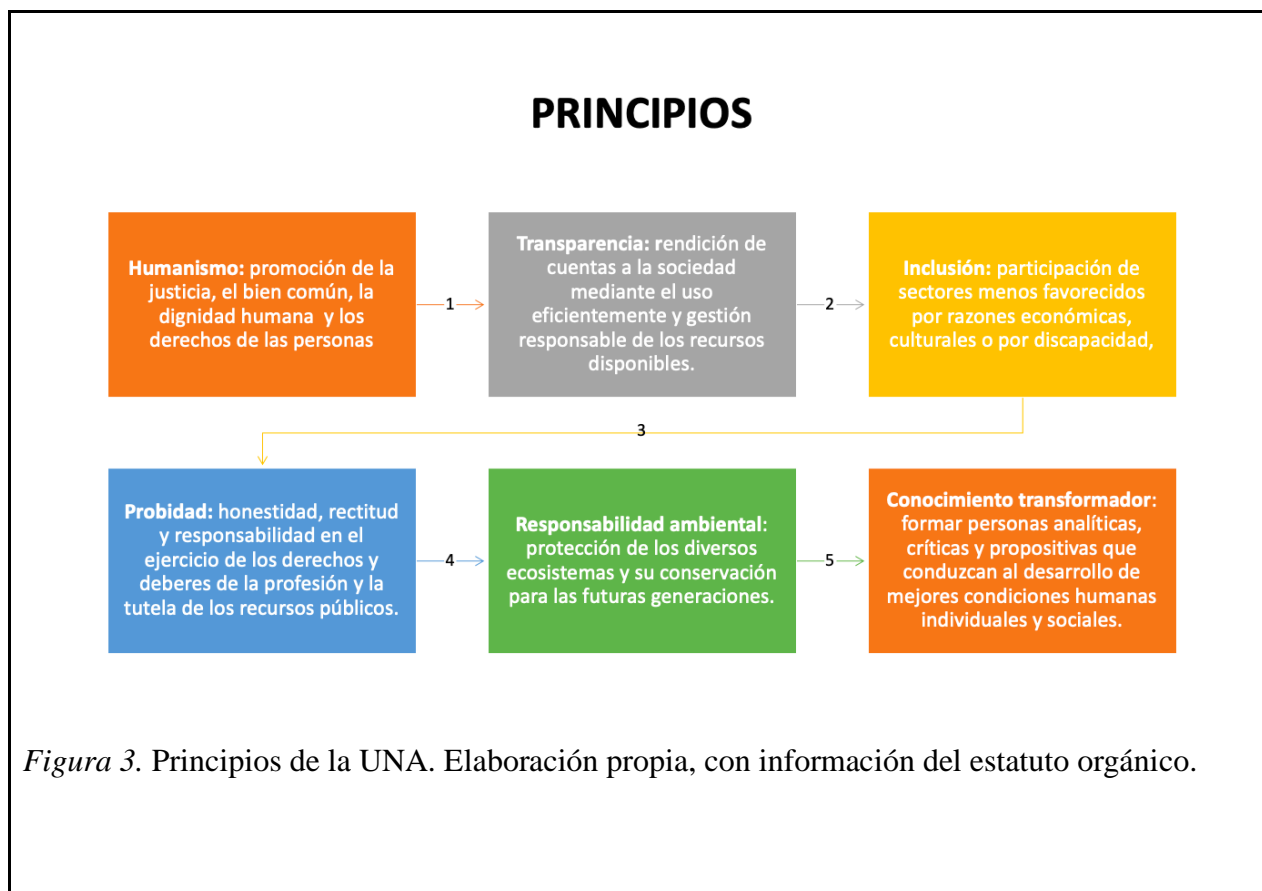 PRINCIPIOS
Humanismo: promoción de la
justicia, el bien común, la
dignidad humana y los
derechos de las personas
1
Transparencia: rendición de
cuentas a la sociedad
mediante el uso
eficientemente y gestión
responsable de los recursos
disponibles.
2
Inclusión: participación de
sectores menos favorecidos
por razones económicas,
culturales o por discapacidad,
3
Probidad: honestidad, rectitud
y responsabilidad en el
ejercicio de los derechos y
deberes de la profesión y la
tutela de los recursos públicos.
4
Responsabilidad ambiental:
protección de los diversos
ecosistemas y su conservación
para las futuras generaciones.
5
Conocimiento transformador:
formar personas analíticas,
críticas y propositivas que
conduzcan al desarrollo de
mejores condiciones humanas
individuales y sociales.
Figura 3. Principios de la UNA. Elaboración propia, con información del estatuto orgánico.